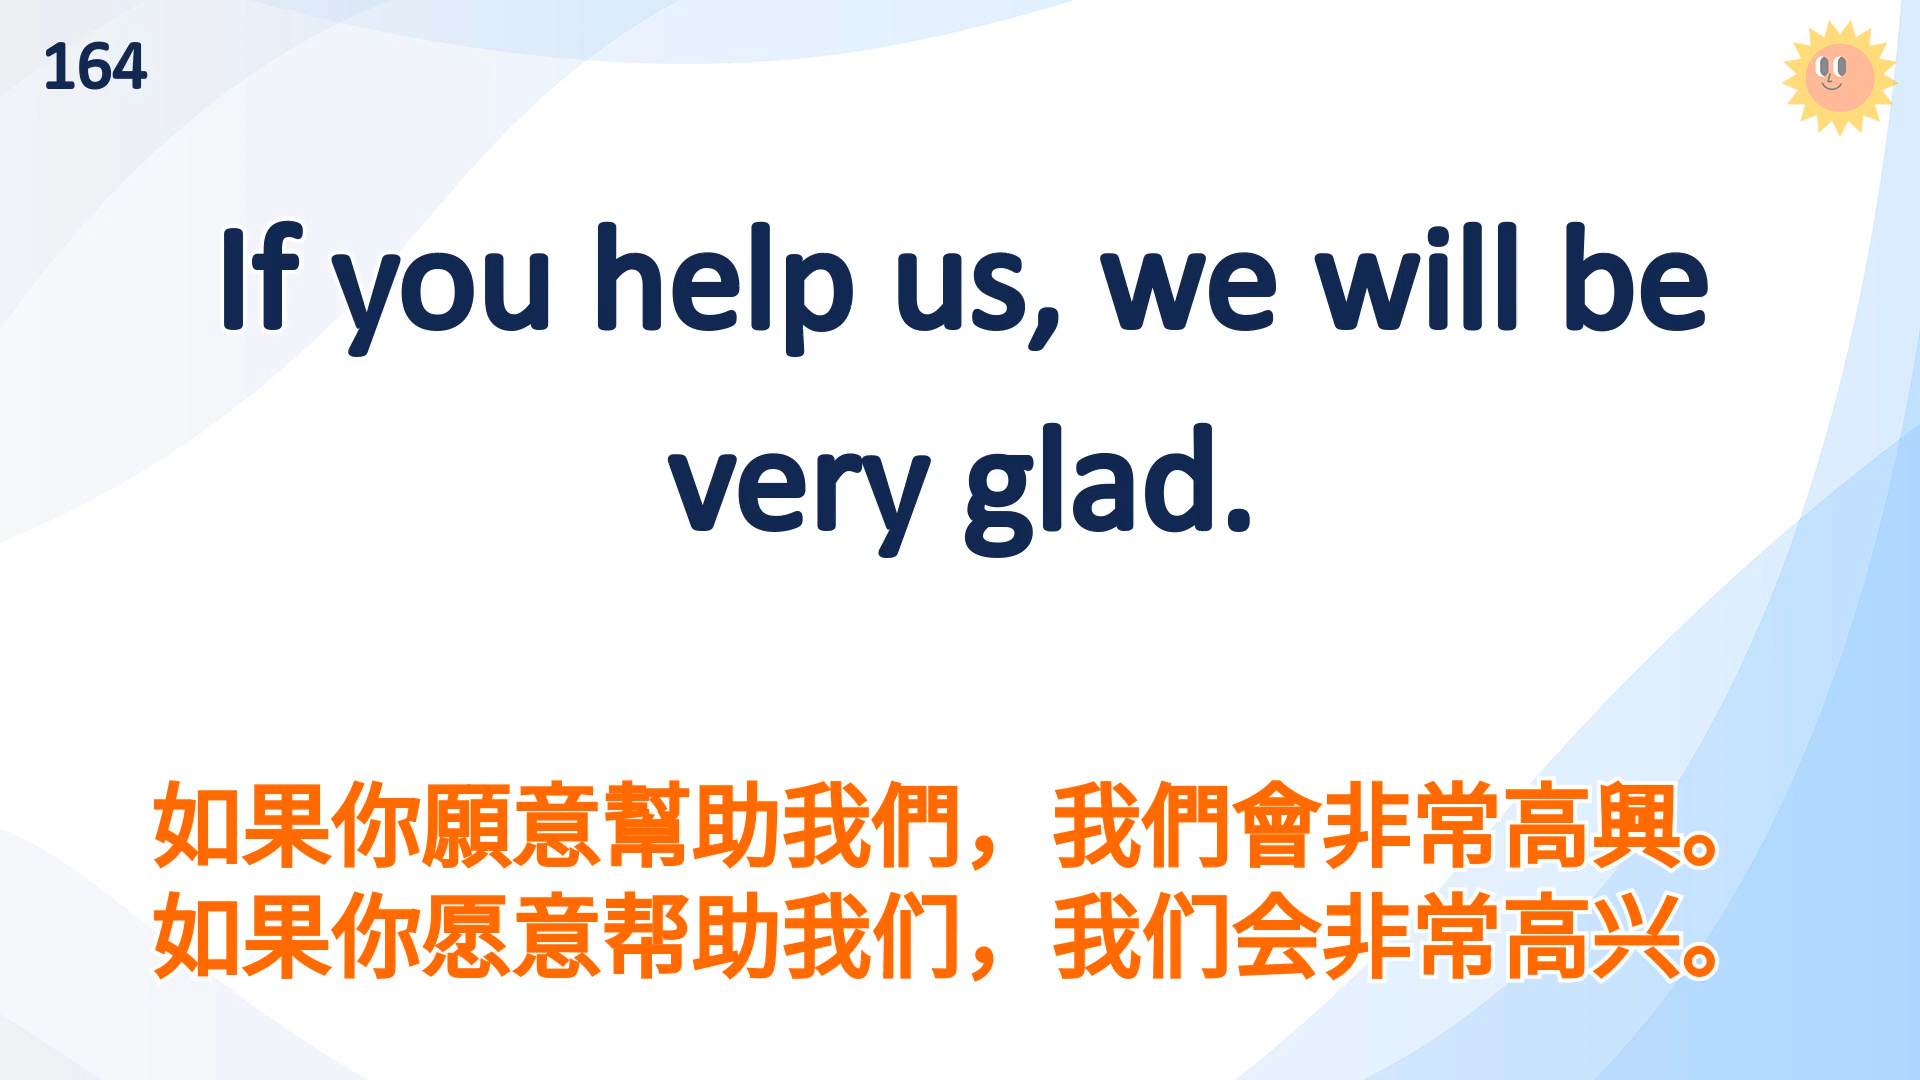 164
If you help us, we will be
very glad.
如果你願意幫助我們，我們會非常高興。
如果你愿意帮助我们，我们会非常高兴。